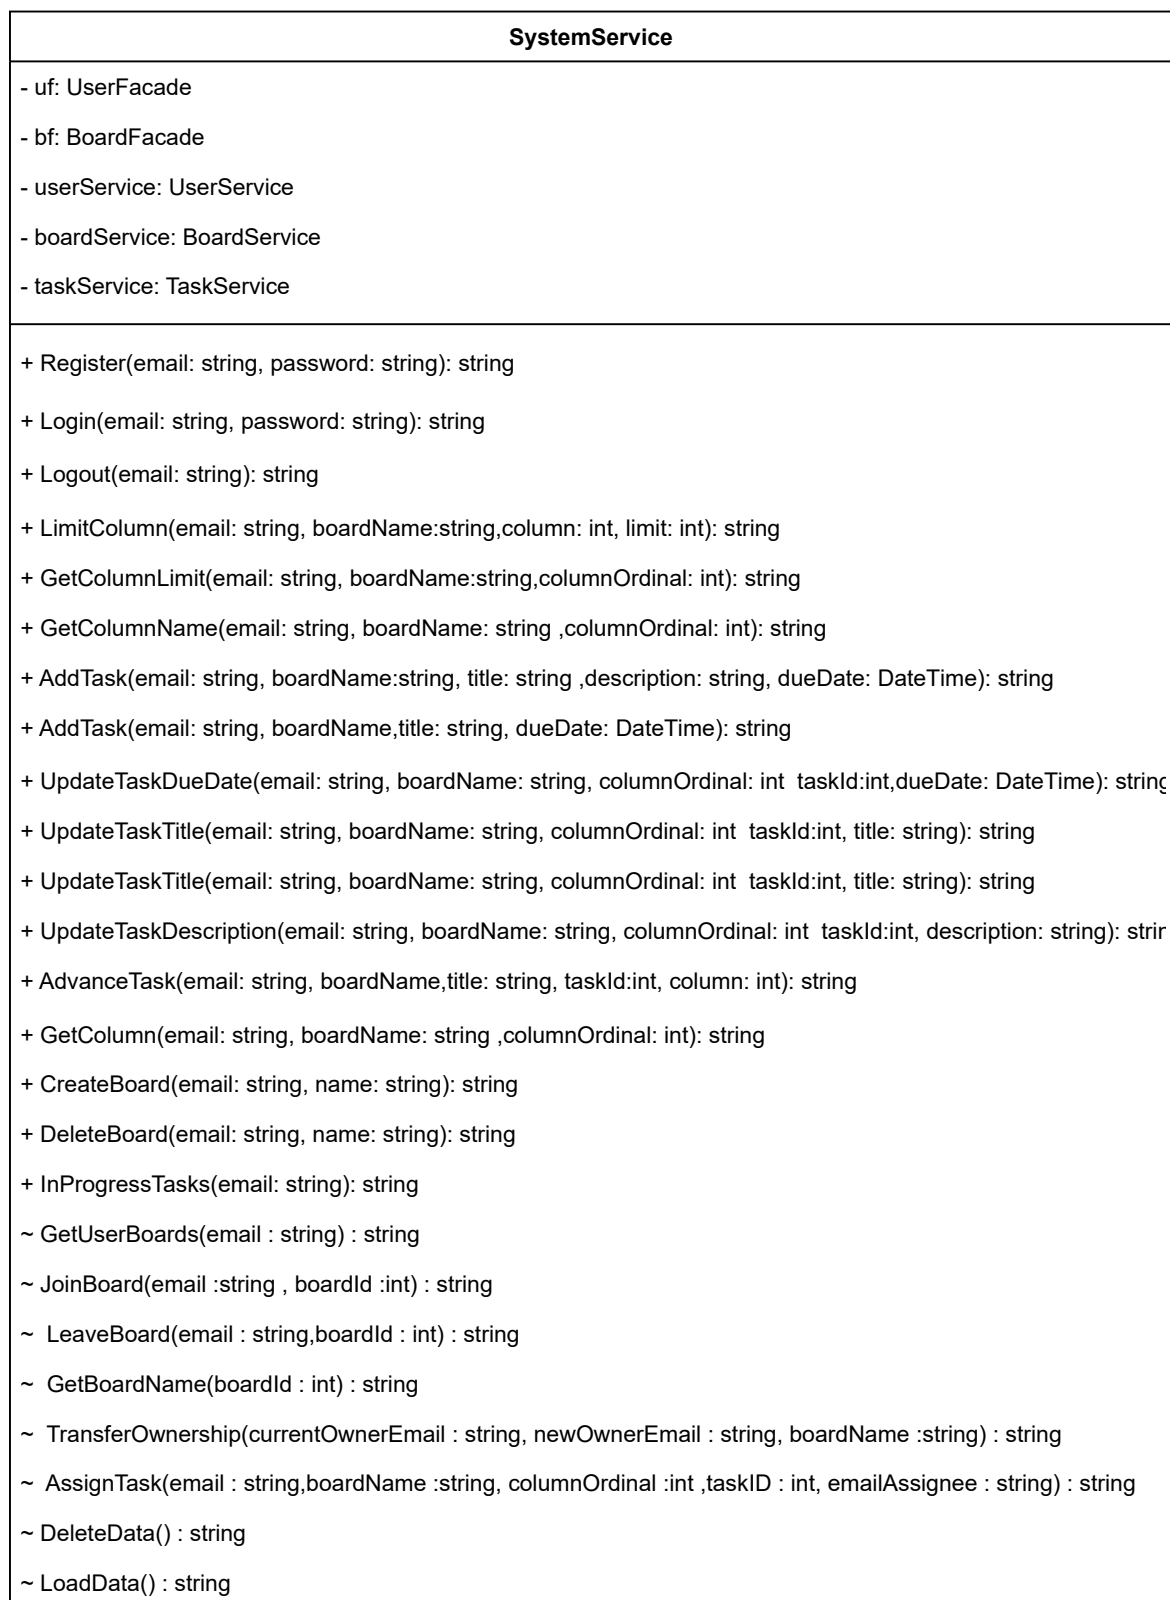 SystemService
- uf: UserFacade
- bf: BoardFacade
- userService: UserService
- boardService: BoardService
- taskService: TaskService
+ Register(email: string, password: string): string
+ Login(email: string, password: string): string
+ Logout(email: string): string
+ LimitColumn(email: string, boardName:string,column: int, limit: int): string
+ GetColumnLimit(email: string, boardName:string,columnOrdinal: int): string
+ GetColumnName(email: string, boardName: string ,columnOrdinal: int): string
+ AddTask(email: string, boardName:string, title: string ,description: string, dueDate: DateTime): string
+ AddTask(email: string, boardName,title: string, dueDate: DateTime): string
+ UpdateTaskDueDate(email: string, boardName: string, columnOrdinal: int  taskId:int,dueDate: DateTime): string
+ UpdateTaskTitle(email: string, boardName: string, columnOrdinal: int  taskId:int, title: string): string
+ UpdateTaskTitle(email: string, boardName: string, columnOrdinal: int  taskId:int, title: string): string
+ UpdateTaskDescription(email: string, boardName: string, columnOrdinal: int  taskId:int, description: string): strin
+ AdvanceTask(email: string, boardName,title: string, taskId:int, column: int): string
+ GetColumn(email: string, boardName: string ,columnOrdinal: int): string
+ CreateBoard(email: string, name: string): string
+ DeleteBoard(email: string, name: string): string
+ InProgressTasks(email: string): string
~ GetUserBoards(email : string) : string
~ JoinBoard(email :string , boardId :int) : string
~  LeaveBoard(email : string,boardId : int) : string
~  GetBoardName(boardId : int) : string
~  TransferOwnership(currentOwnerEmail : string, newOwnerEmail : string, boardName :string) : string
~  AssignTask(email : string,boardName :string, columnOrdinal :int ,taskID : int, emailAssignee : string) : string
~ DeleteData() : string
~ LoadData() : string